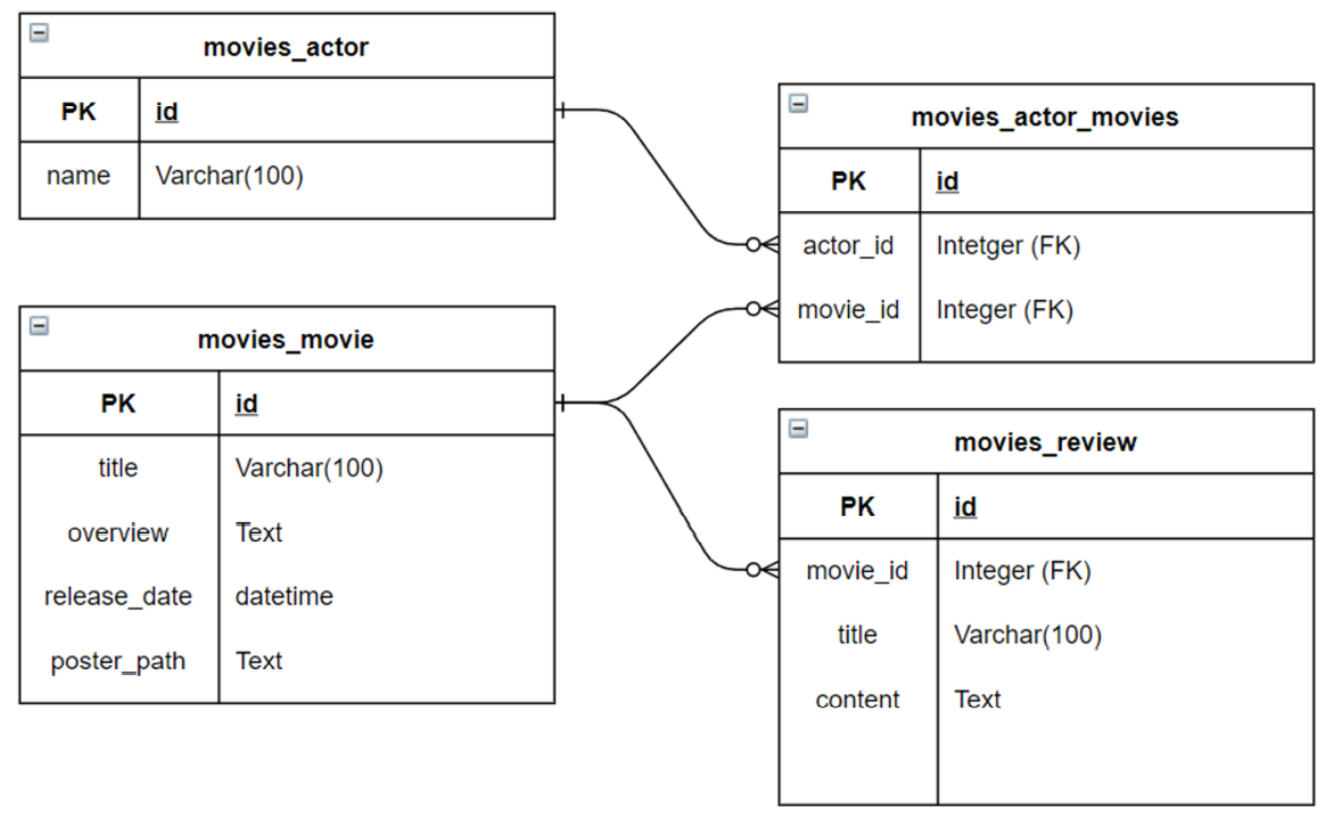 movies_actor
PK id
name Varchar(100)
movies_movie
PK id
title Varchar(100)
overview Text
release_date datetime
poster_path Text
movies_actor_movies
PK id
actor_id Intetger (FK)
movie_id Integer (FK)
movies_review
PK id
movie_id Integer (FK)
title Varchar(100)
content Text